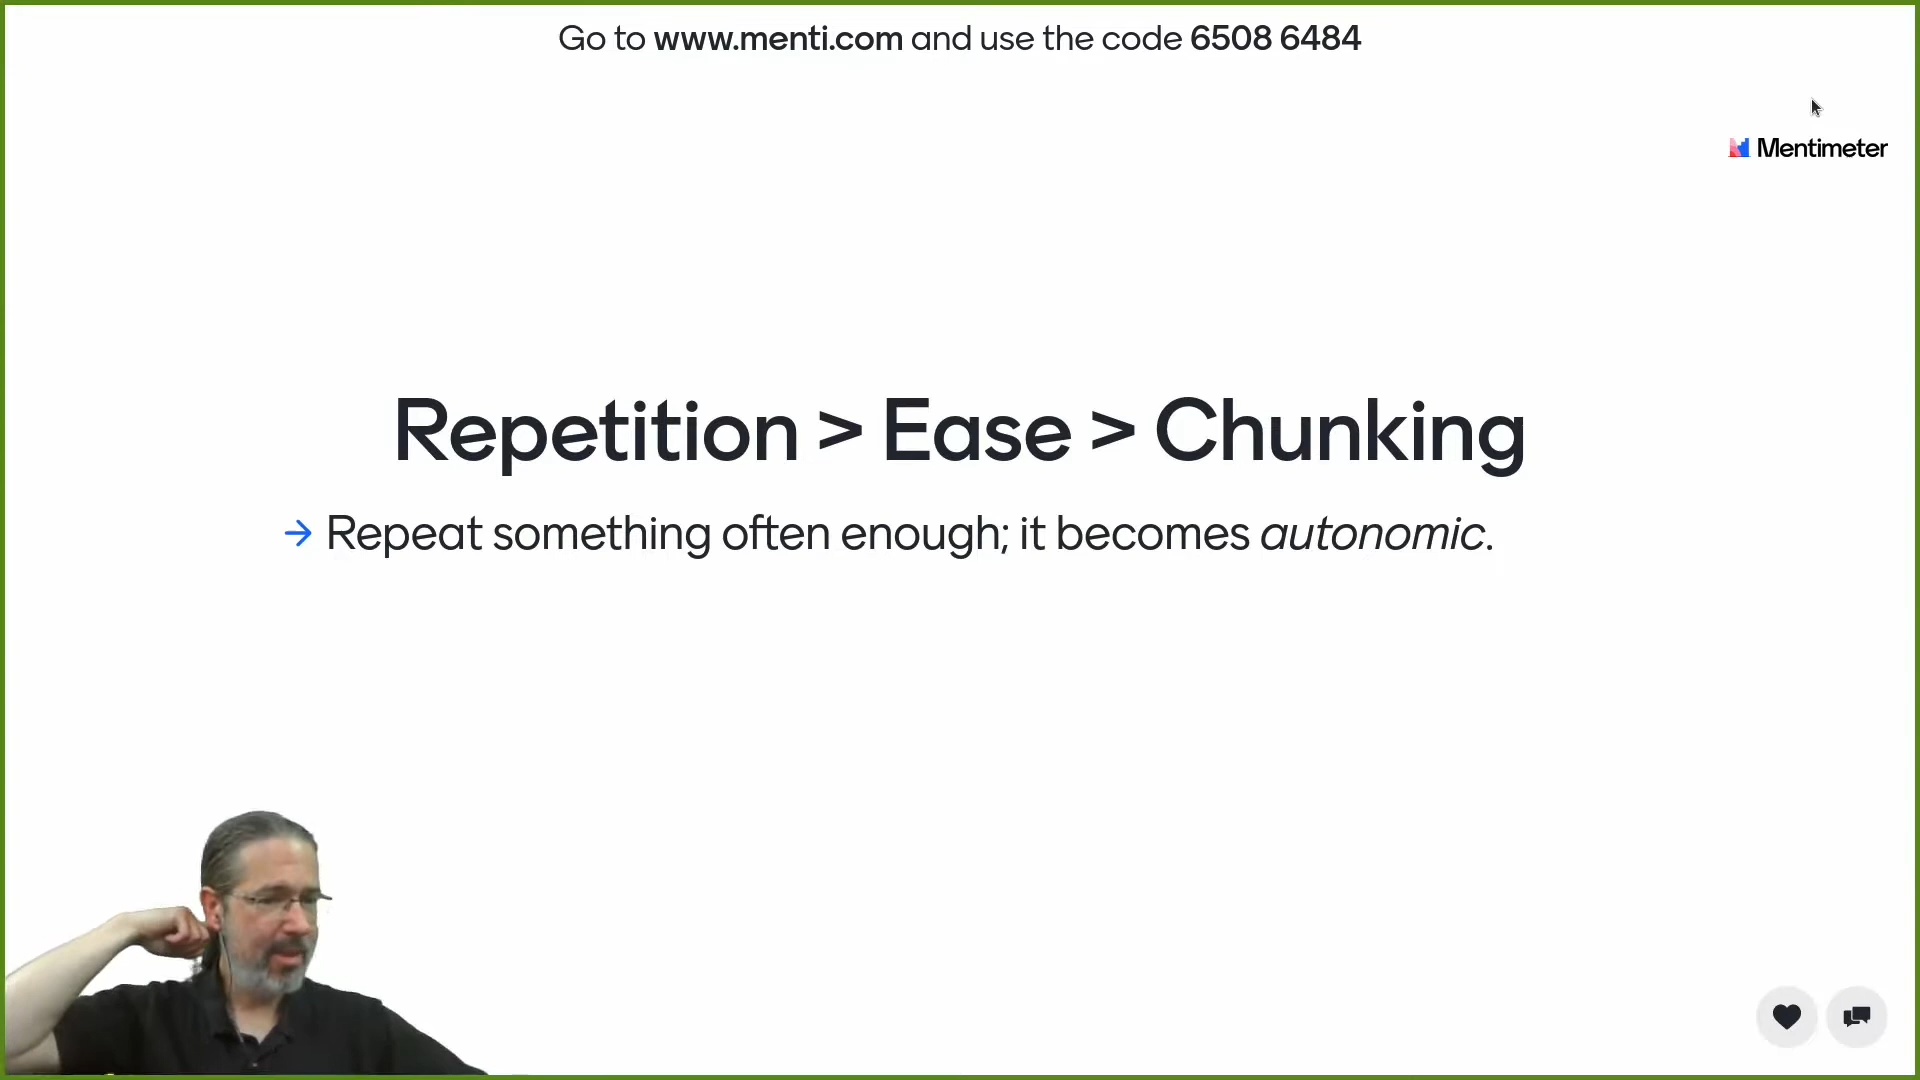 Go to www.menti.com and use the code 6508 6484
Mentimeter
Repetition > Ease > Chunking
→ Repeat something often enough; it becomes autonomic.